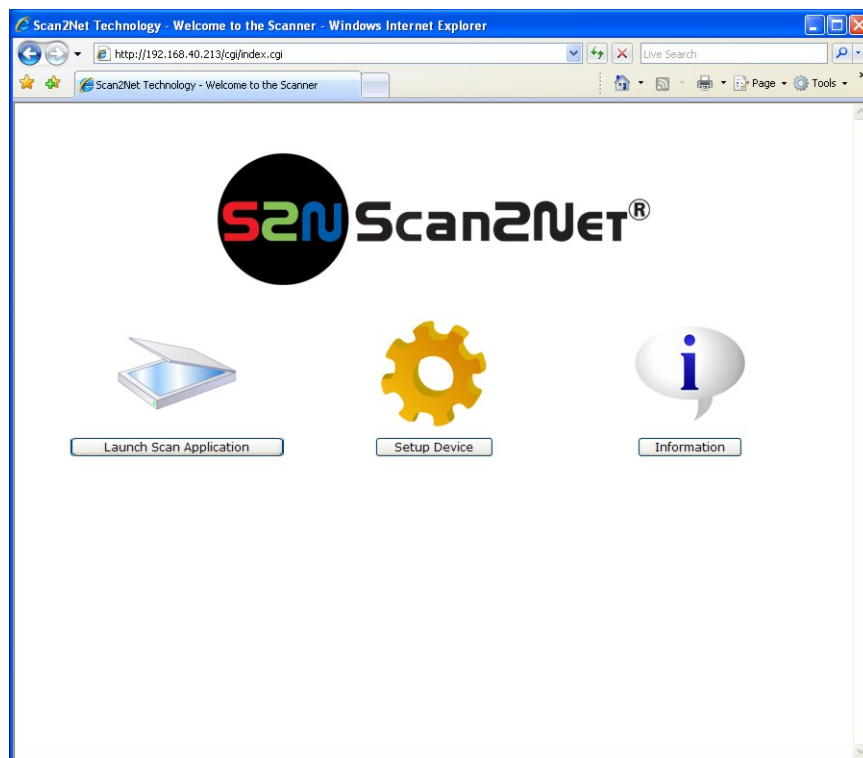 Scan2Net Technology - Welcome to the Scanner - Windows Internet Explorer
http://192.168.40.213/cgi/index.cgi
Live Search
Scan2Net Technology - Welcome to the Scanner
Page
Tools
S2N Scan2Net®
i
Launch Scan Application
Setup Device
Information